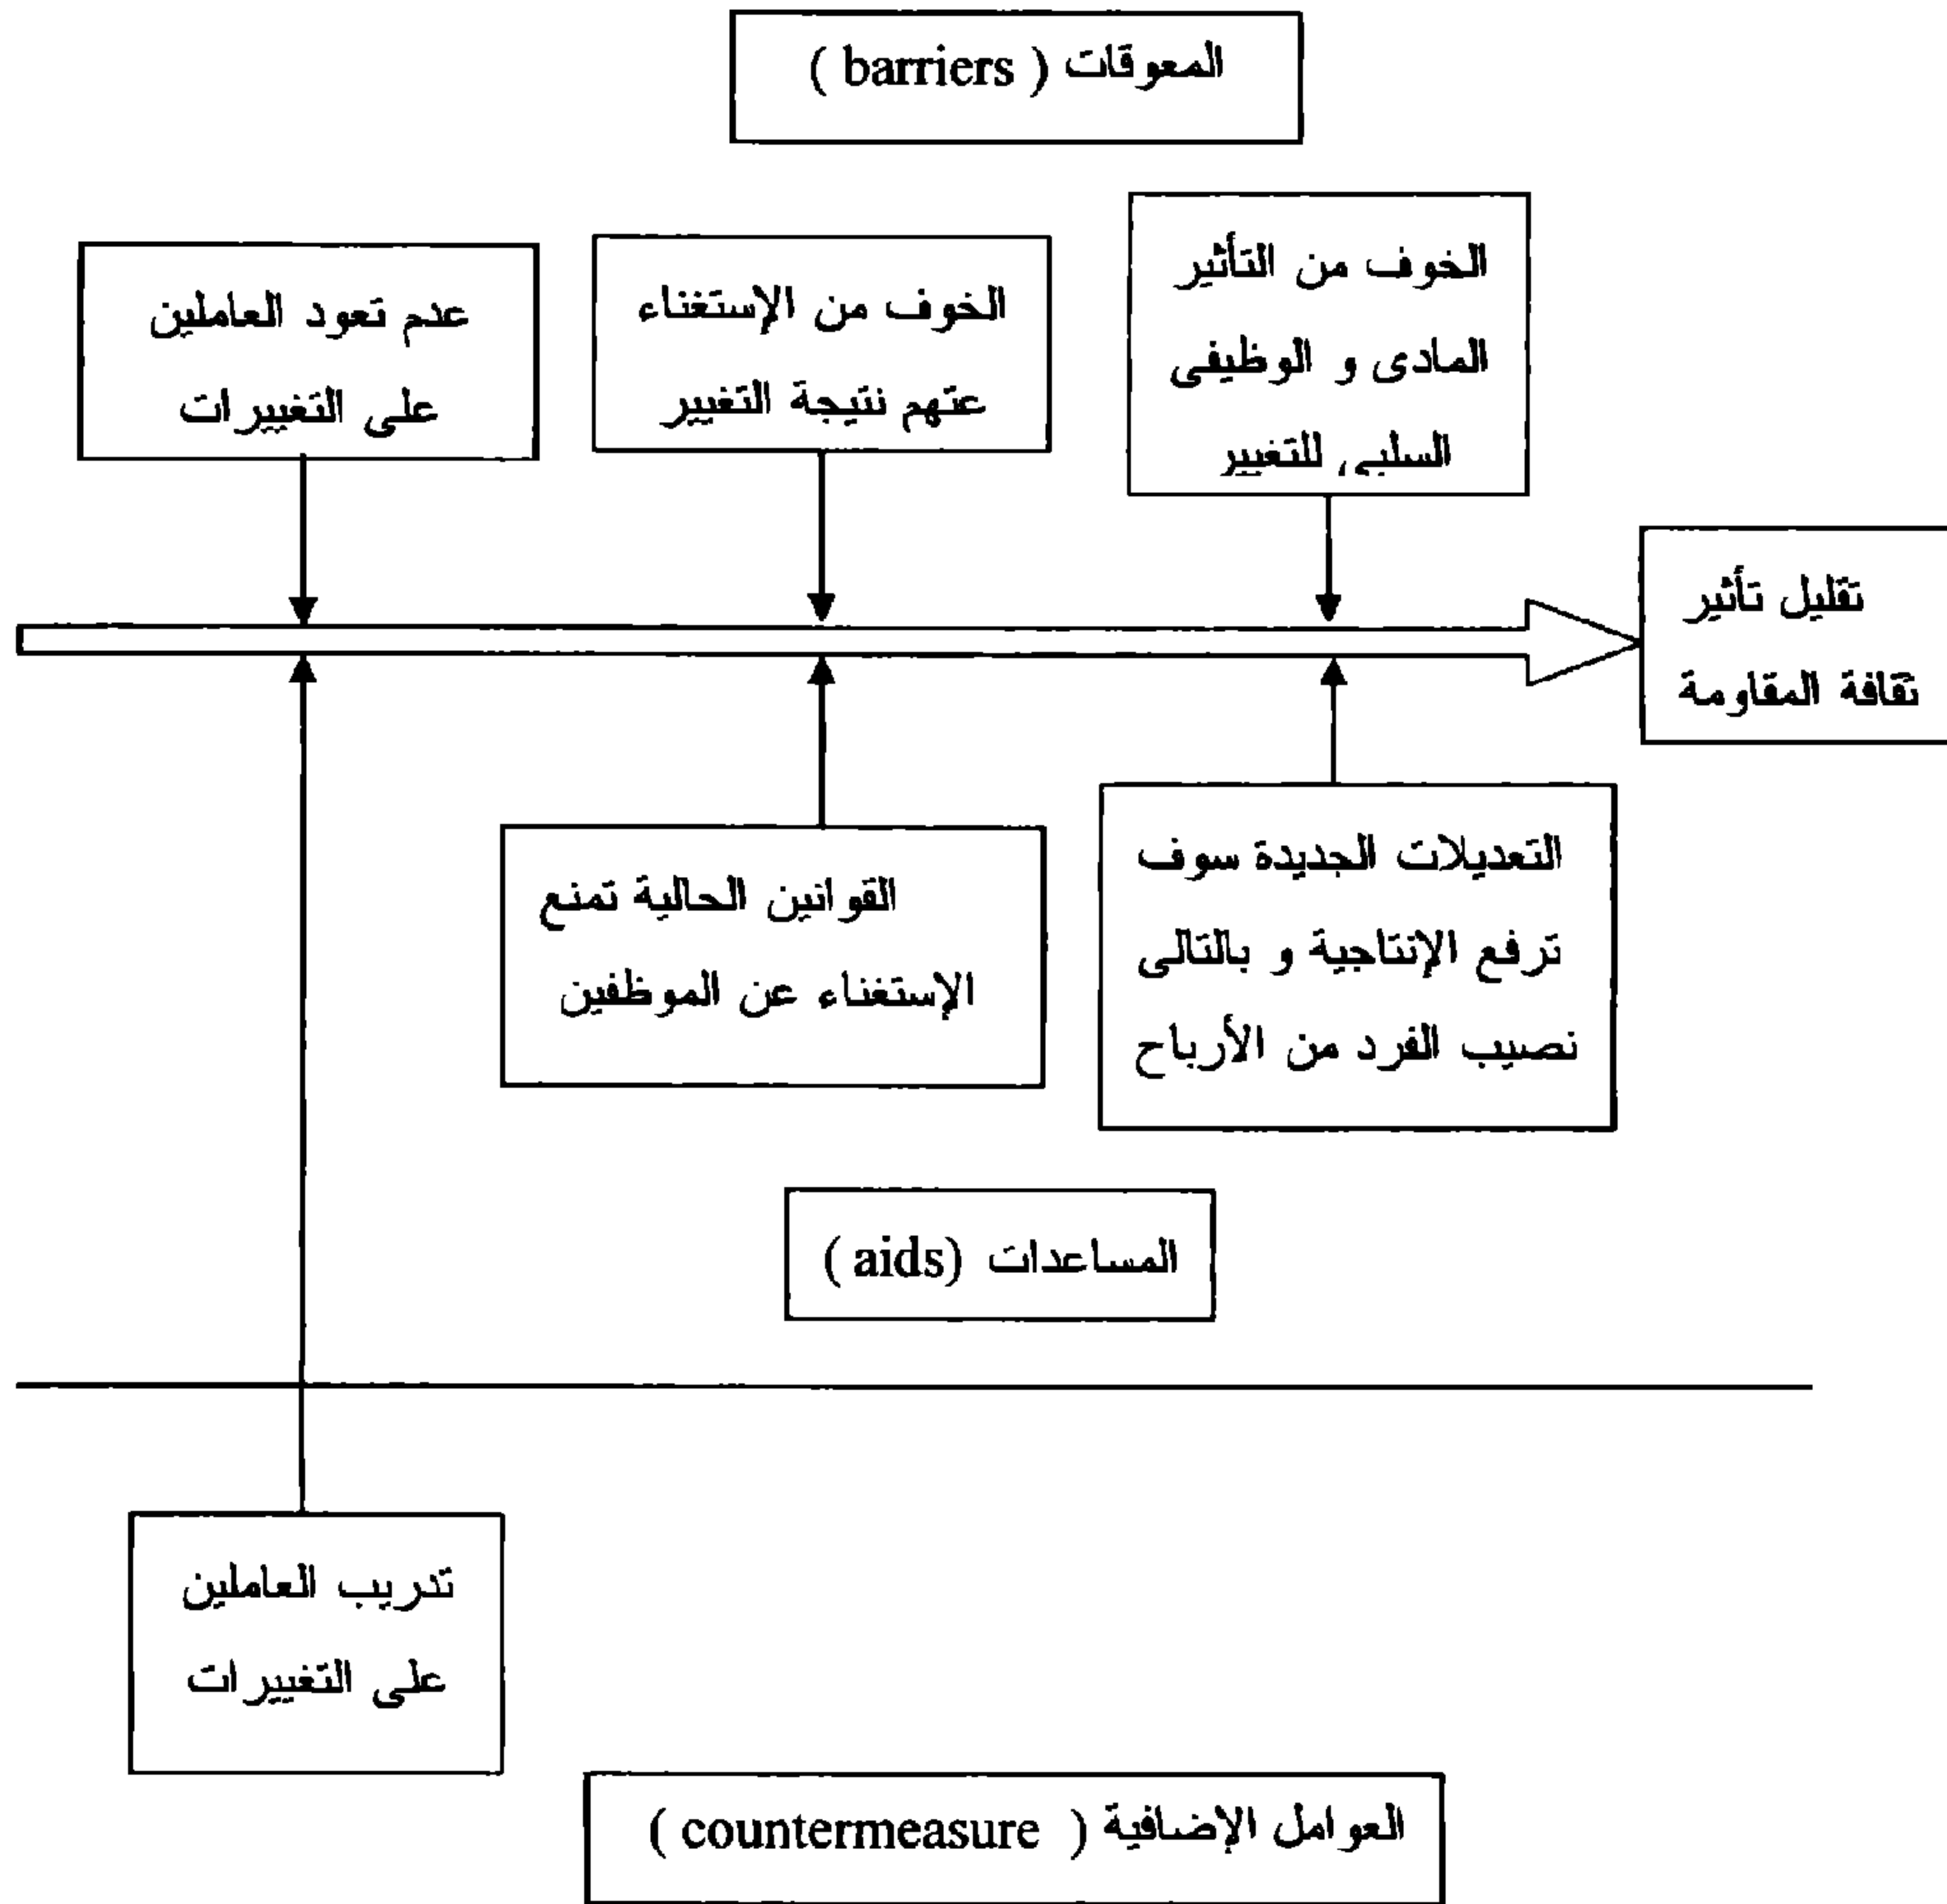 المعوقات ( barriers )
الخوف من التأثير
المادى و الوظيفى
السلبى للتغيير
الخوف من الإستغناء
عنهم نتيجة التغيير
عدم تعود العاملين
على التغييرات
تقليل تأثير
ثقافة المقاومة
التعديلات الجديدة سوف
ترفع الإنتاجية و بالتالى
نصيب الفرد من الأرباح
القوانين الحالية تمنع
الإستغناء عن الموظفين
المساعدات (aids )
تدريب العاملين
على التغييرات
العوامل الإضافية ( countermeasure )